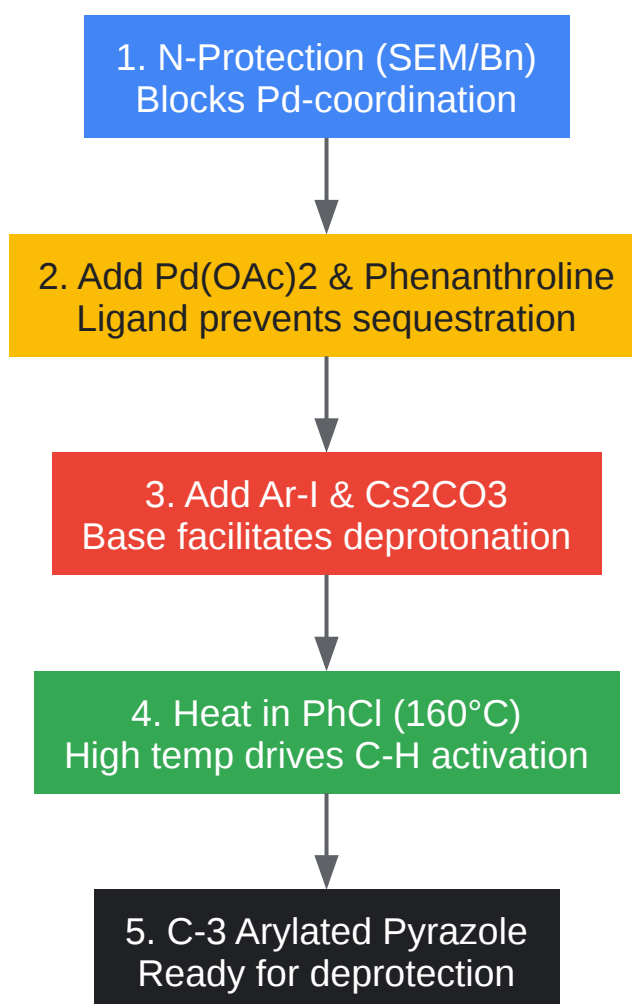 1. N-Protection (SEM/Bn)
Blocks Pd-coordination
2. Add Pd(OAc)2 & Phenanthroline
Ligand prevents sequestration
3. Add Ar-I & Cs2CO3
Base facilitates deprotonation
4. Heat in PhCl (160°C)
High temp drives C-H activation
5. C-3 Arylated Pyrazole
Ready for deprotection